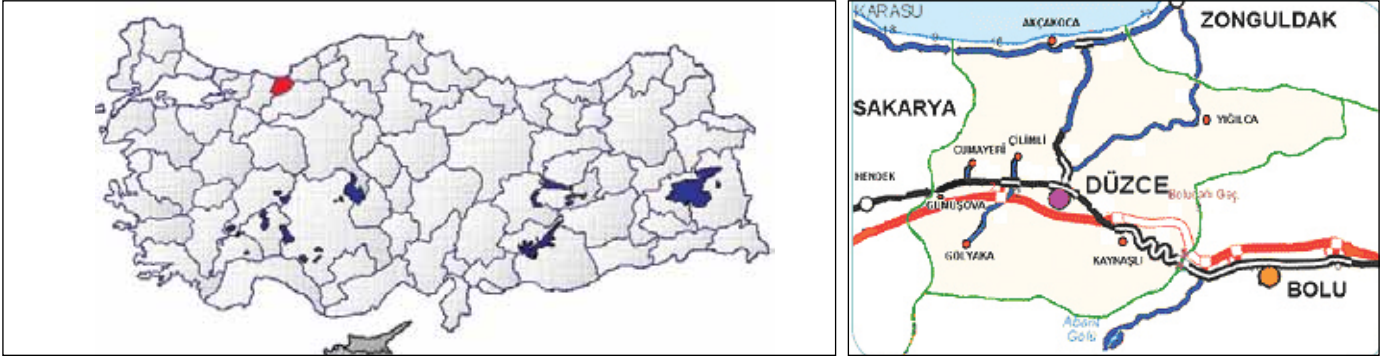 KARASU
AKÇAKOCA
ZONGULDAK
SAKARYA
YIĞILCA
ÇİLİMLİ
CUMAYERİ
HENDEK
DÜZCE
GÜMÜŞOVA
GÖLYAKA
KAYNAŞLI
BOLU
Abant
Gölü